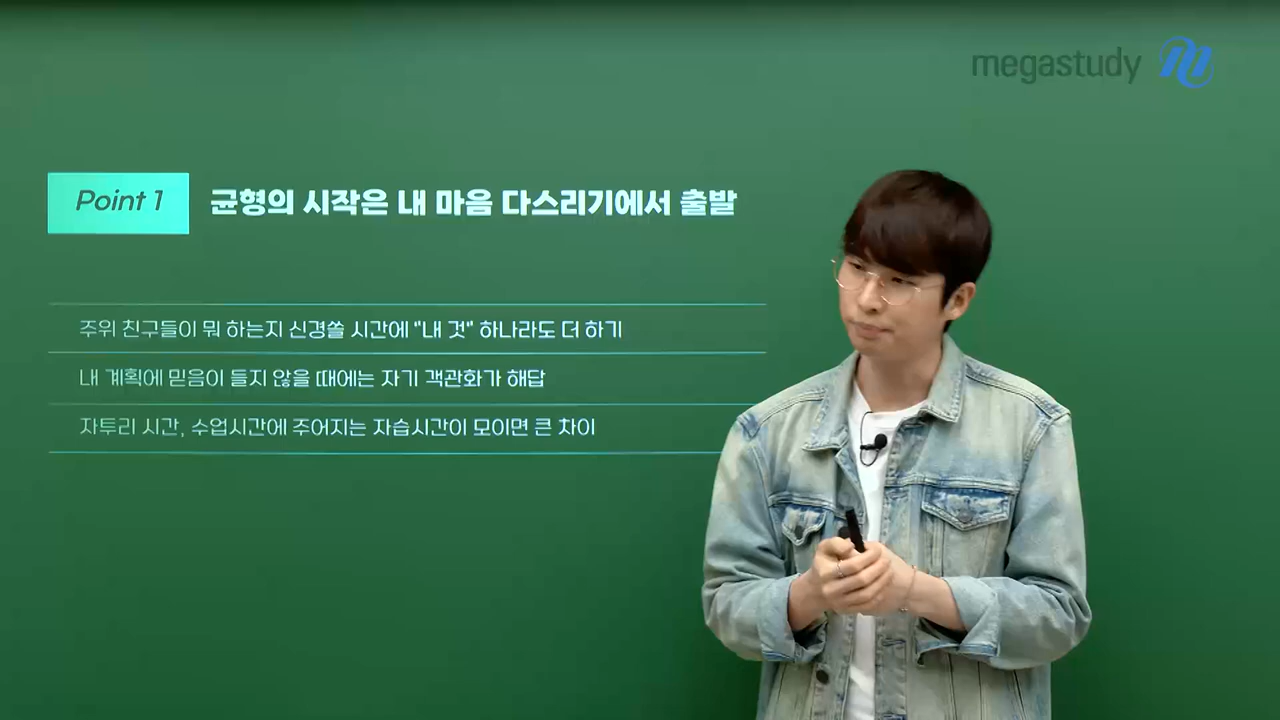 megastudy
Point 1
균형의 시작은 내 마음 다스리기에서 출발
주위 친구들이 뭐 하는지 신경쓸 시간에 "내 것" 하나라도 더 하기
내 계획에 믿음이 들지 않을 때에는 자기 객관화가 해답
자투리 시간, 수업시간에 주어지는 자습시간이 모이면 큰 차이